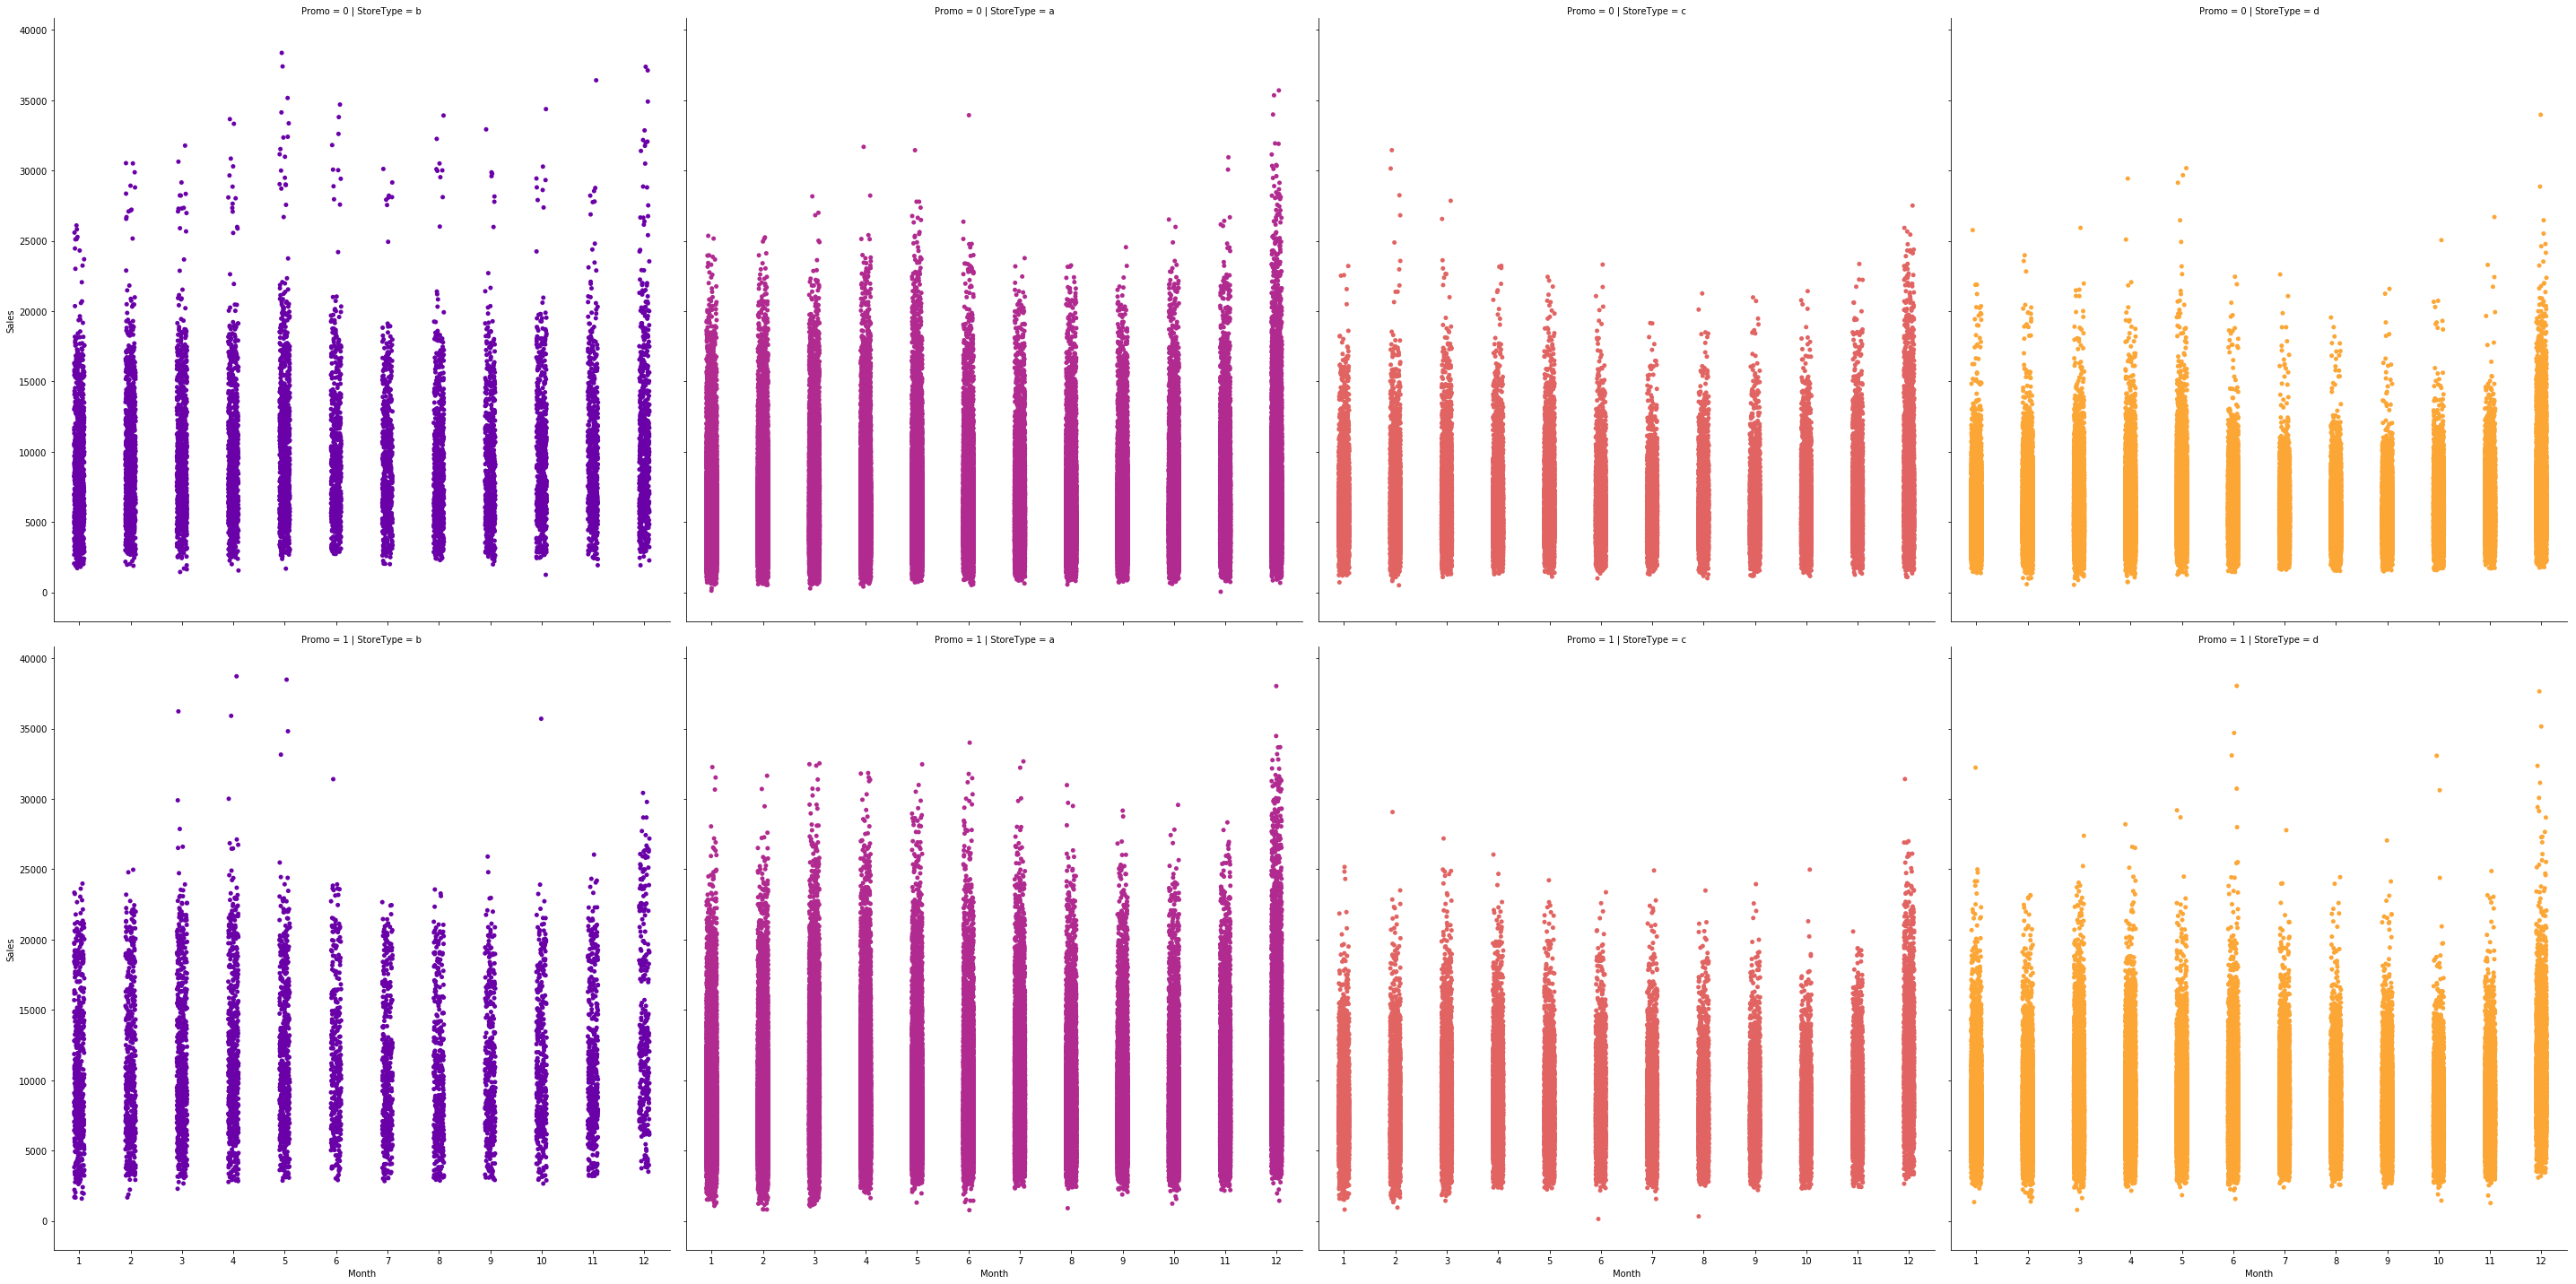 Promo = 0 | StoreType = b
Promo = 0 | StoreType = a
Promo = 0 | StoreType = c
Promo = 0 | StoreType = d
40000
35000
30000
25000
20000
15000
10000
5000
0
Sales
Promo = 1 | StoreType = b
Promo = 1 | StoreType = a
Promo = 1 | StoreType = c
Promo = 1 | StoreType = d
40000
35000
30000
25000
20000
15000
10000
5000
0
Sales
1 2 3 4 5 6 7 8 9 10 11 12
Month
1 2 3 4 5 6 7 8 9 10 11 12
Month
1 2 3 4 5 6 7 8 9 10 11 12
Month
1 2 3 4 5 6 7 8 9 10 11 12
Month